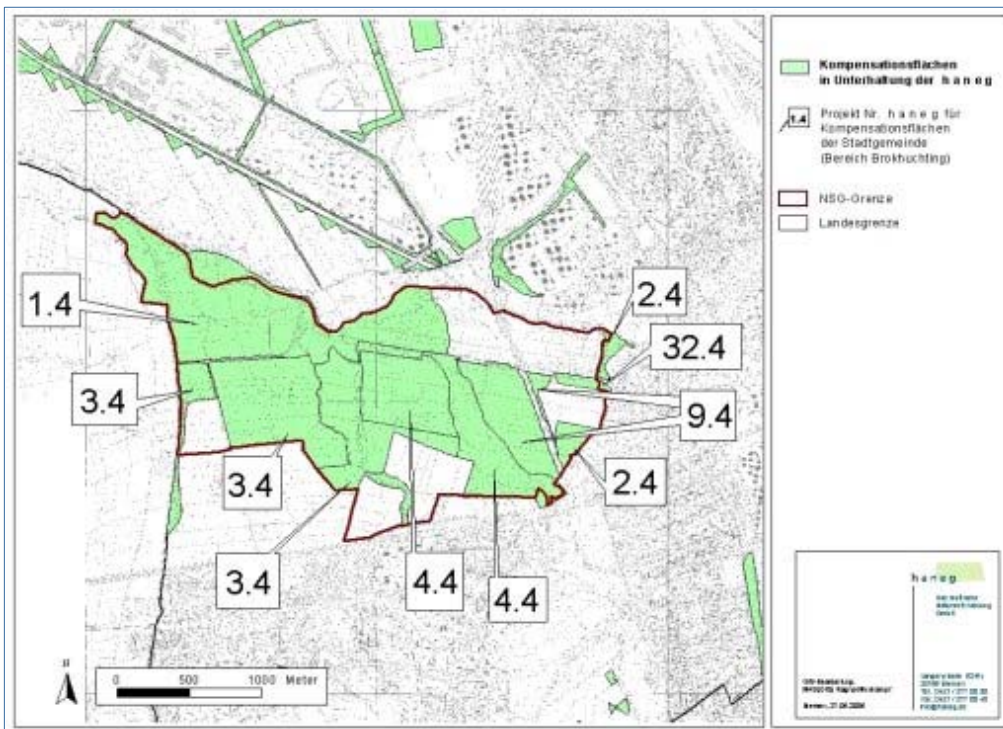 1.4
3.4
3.4
3.4
4.4
4.4
2.4
32.4
9.4
2.4
0 500 1000 Meter
Kompensationsflächen
in Unterhaltung der h a n e g
1.4
Projekt Nr. h a n e g für
Kompensationsflächen
der Stadtgemeinde
(Bereich Brokhuchting)
NSG-Grenze
Landesgrenze
h a n e g